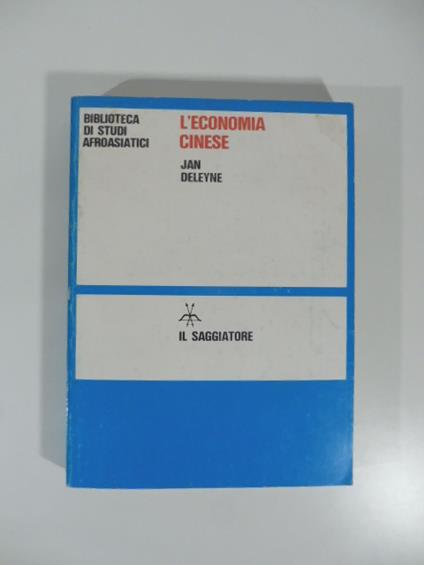 BIBLIOTECA
DI STUDI
AFROASIATICI
L'ECONOMIA
CINESE
JAN
DELEYNE
IL SAGGIATORE